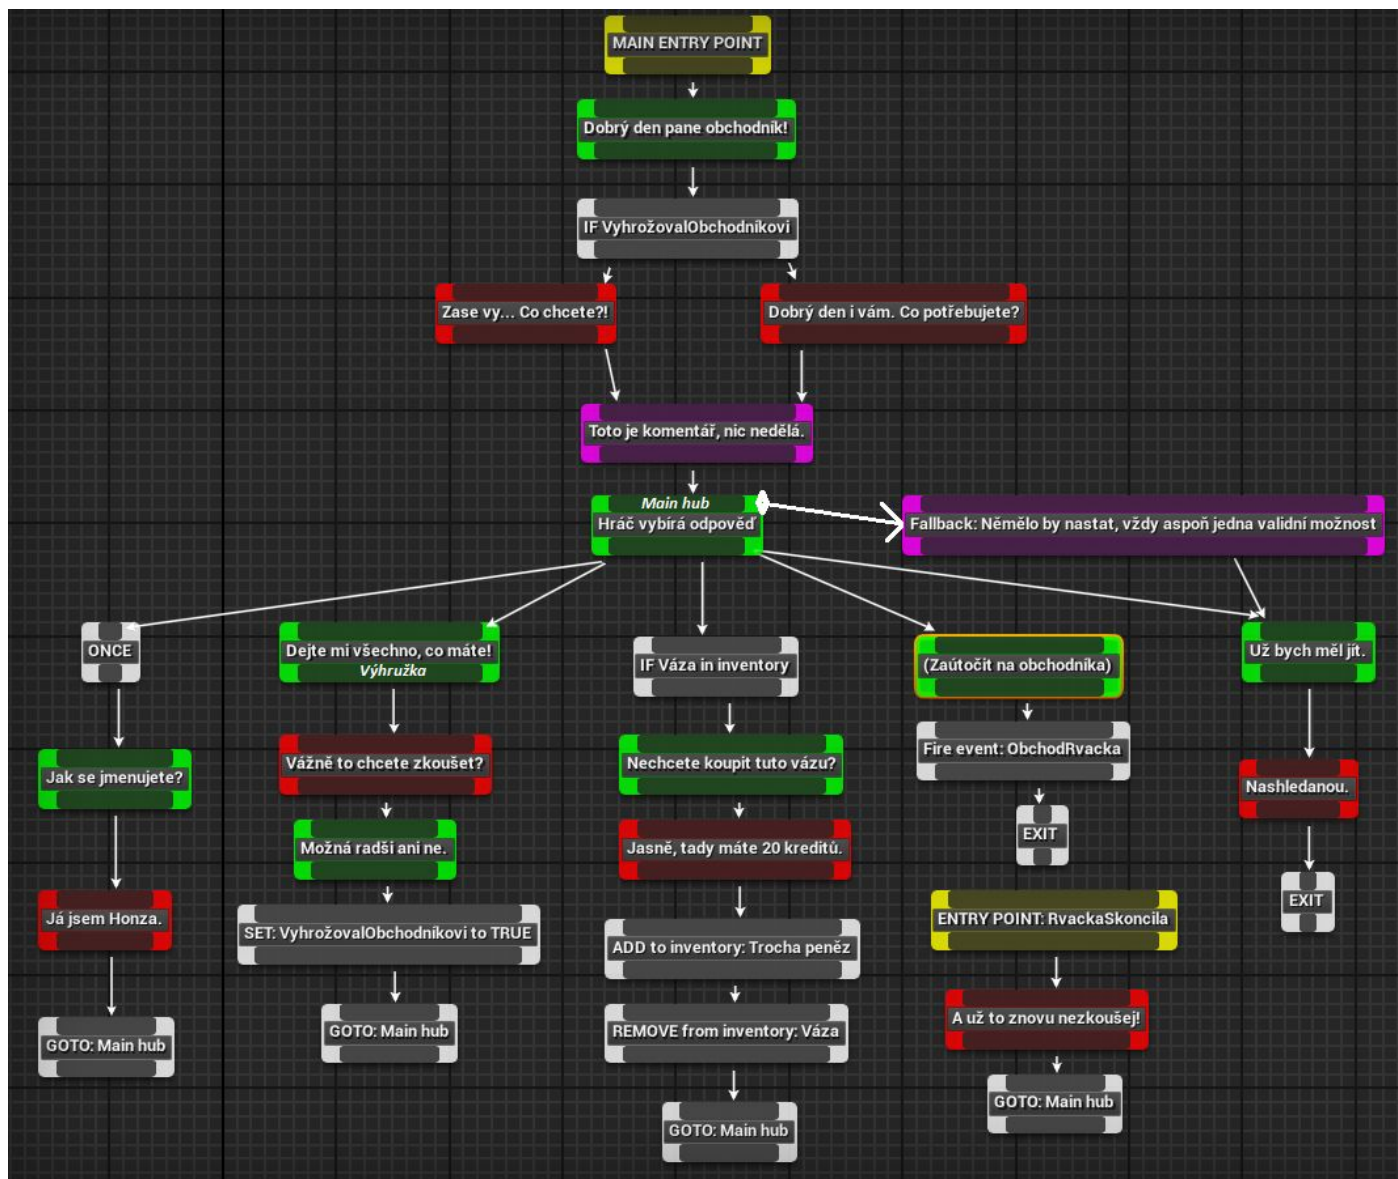 MAIN ENTRY POINT
Dobrý den pane obchodník!
IF VyhrožovalObchodníkovi
Zase vy... Co chcete?!
Dobrý den i vám. Co potřebujete?
Toto je komentář, nic nedělá.
Main hub
Hráč vybírá odpověď
Fallback: Němělo by nastat, vždy aspoň jedna validní možnost
ONCE
Dejte mi všechno, co máte!
Výhružka
IF Váza in inventory
(Zaútočit na obchodníka)
Už bych měl jít.
Jak se jmenujete?
Vážně to chcete zkoušet?
Nechcete koupit tuto vázu?
Fire event: ObchodRvacka
Nashledanou.
Možná radši ani ne.
Jasně, tady máte 20 kreditů.
EXIT
EXIT
Já jsem Honza.
SET: VyhrožovalObchodníkovi to TRUE
ADD to inventory: Trocha peněz
ENTRY POINT: RvackaSkoncila
GOTO: Main hub
GOTO: Main hub
REMOVE from inventory: Váza
A už to znovu nezkoušej!
GOTO: Main hub
GOTO: Main hub